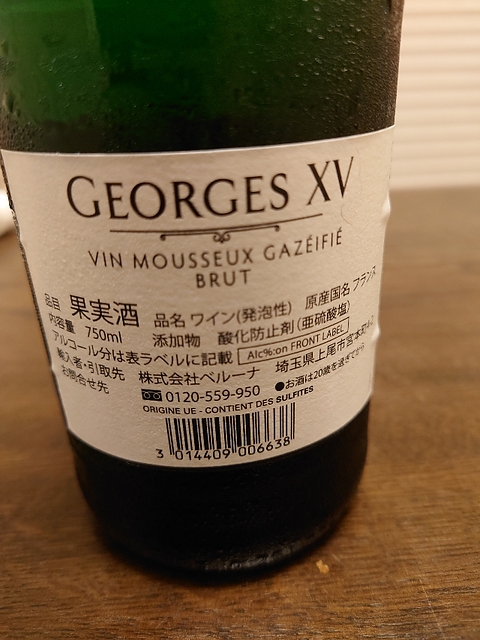 GEORGES XV
VIN MOUSSEUX GAZÉIFIÉ
BRUT
品目 果実酒 品名 ワイン(発泡性) 原産国名 フランス
内容量 750ml 添加物 酸化防止剤(亜硫酸塩)
アルコール分は表ラベルに記載 Alc%:on FRONT LABEL
輸入者・引取先 株式会社ベルーナ 埼玉県上尾市宮本町4-2
お問合せ先 0120-559-950 ●お酒は20歳を過ぎてから
ORIGINE UE - CONTIENT DES SULFITES
3 014409 006638